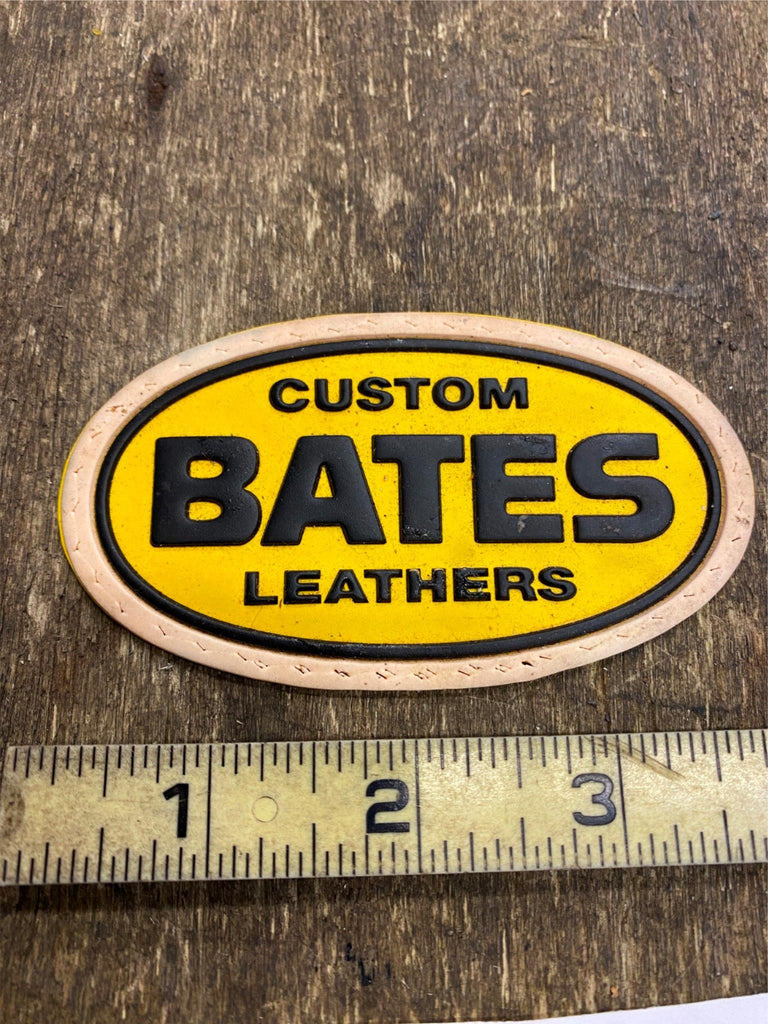 CUSTOM
BATES
LEATHERS
1 2 3